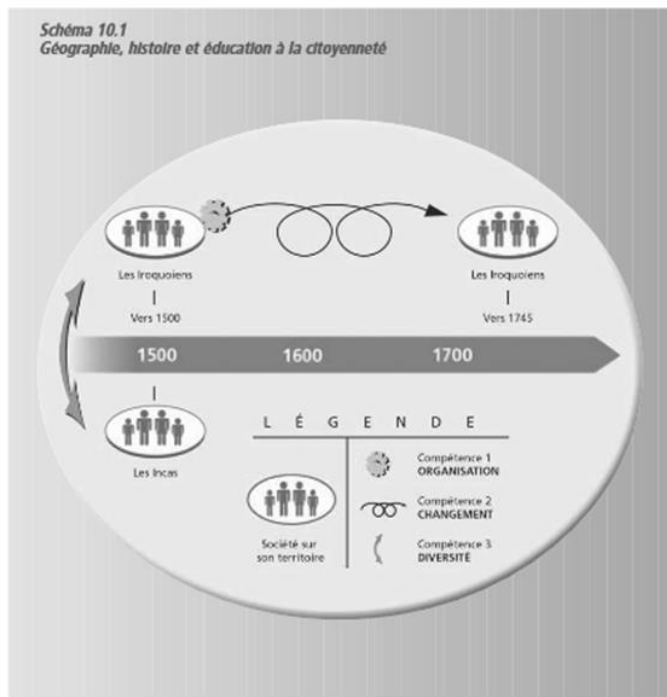 Schéma 10.1
Géographie, histoire et éducation à la citoyenneté
Les Iroquoiens
Vers 1500
Les Iroquoiens
Vers 1745
1500 1600 1700
Les Incas
LÉGENDE
Société sur
son territoire
Compétence 1
ORGANISATION
Compétence 2
CHANGEMENT
Compétence 3
DIVERSITÉ